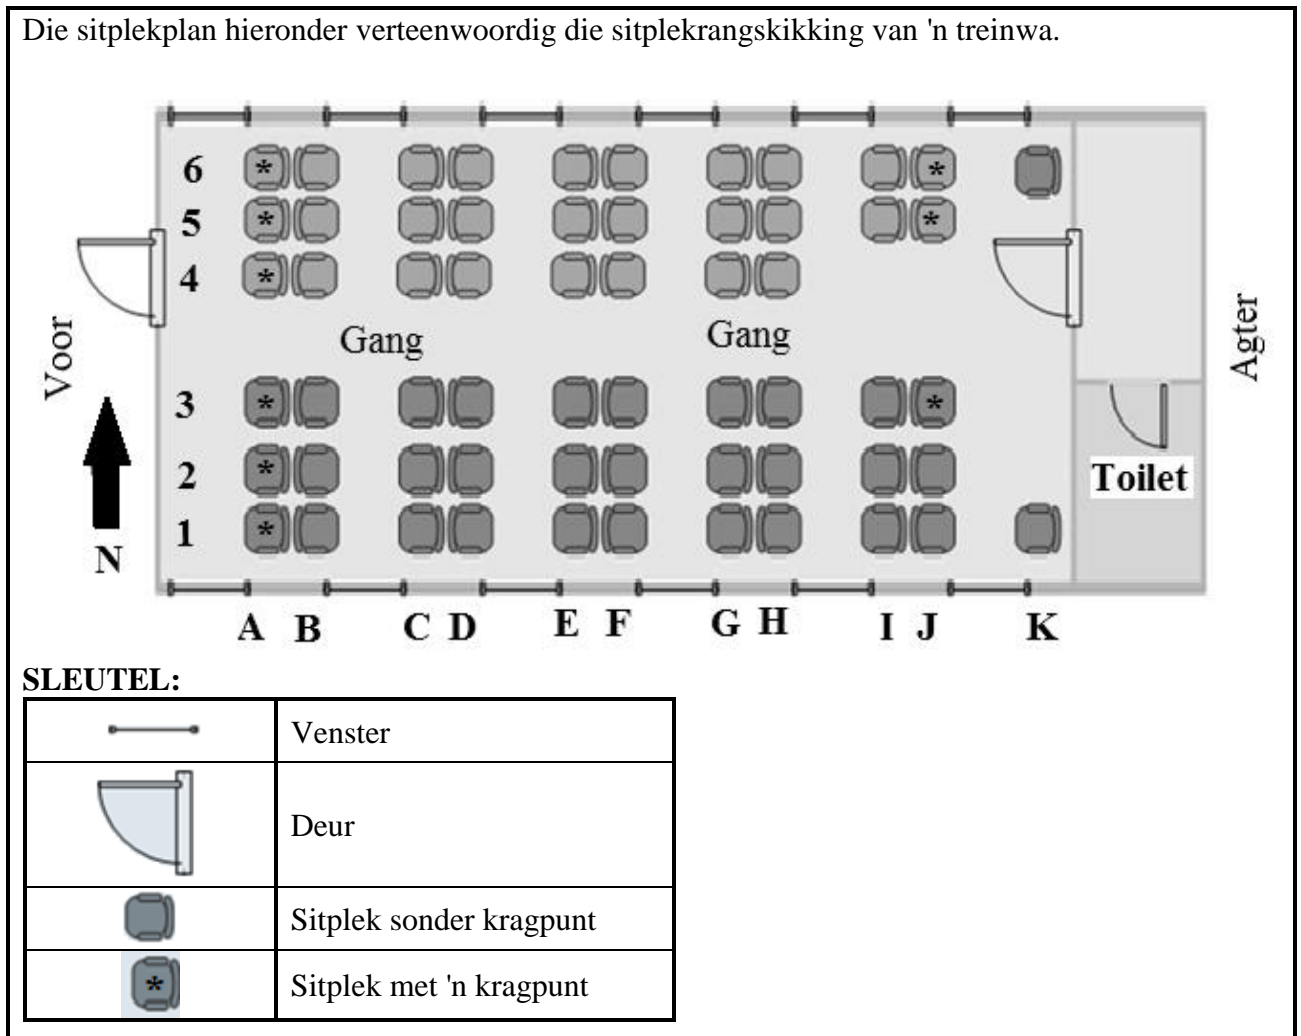 Die sitplekplan hieronder verteenwoordig die sitplekrangskikking van 'n treinwa.
6 * *
5 * *
4 *
Gang Gang
3 * *
2 *
1 *
Voor
Agter
N
Toilet
A B C D E F G H I J K
SLEUTEL:
Venster
Deur
Sitplek sonder kragpunt
* Sitplek met 'n kragpunt